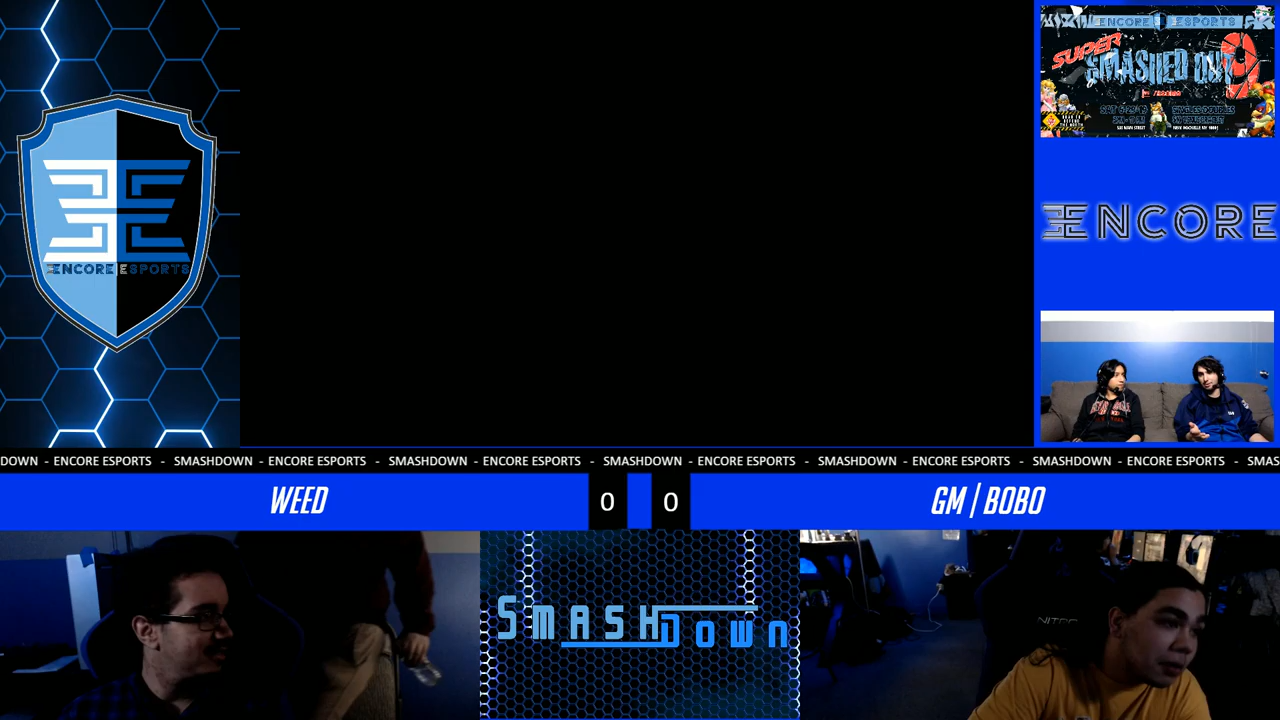 ENCORE ESPORTS
SUPER
SMASHED OUT 9
ENCORE ESPORTS
ENCORE
DOWN - ENCORE ESPORTS - SMASHDOWN - ENCORE ESPORTS - SMASHDOWN - ENCORE ESPORTS - SMASHDOWN - ENCORE ESPORTS - SMASHDOWN - ENCORE ESPORTS - SMASHDOWN - ENCORE ESPORTS - SMAS
WEED
0
0
GM | BOBO
SMASH
DOWN
NITRO